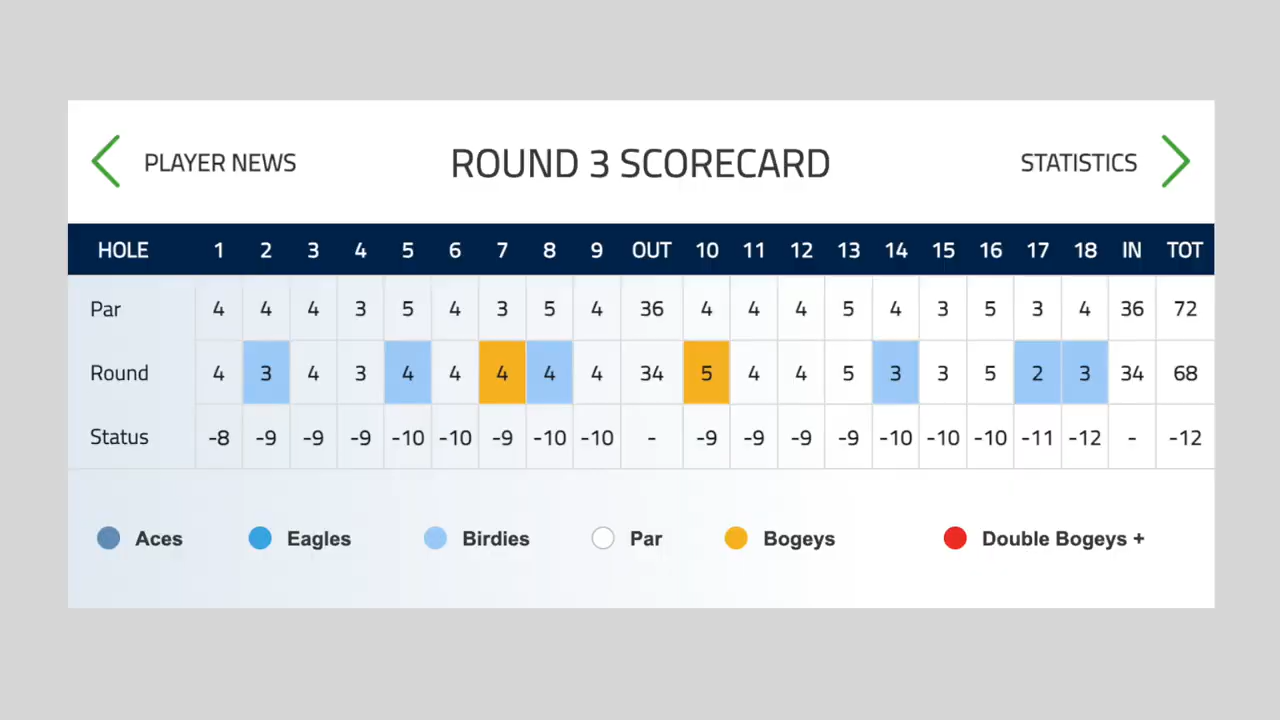 PLAYER NEWS ROUND 3 SCORECARD STATISTICS
HOLE 1 2 3 4 5 6 7 8 9 OUT 10 11 12 13 14 15 16 17 18 IN TOT
Par 4 4 4 3 5 4 3 5 4 36 4 4 4 5 4 3 5 3 4 36 72
Round 4 3 4 3 4 4 4 4 4 34 5 4 4 5 3 3 5 2 3 34 68
Status -8 -9 -9 -9 -10 -10 -9 -10 -10 - -9 -9 -9 -9 -10 -10 -10 -11 -12 - -12
Aces Eagles Birdies Par Bogeys Double Bogeys +